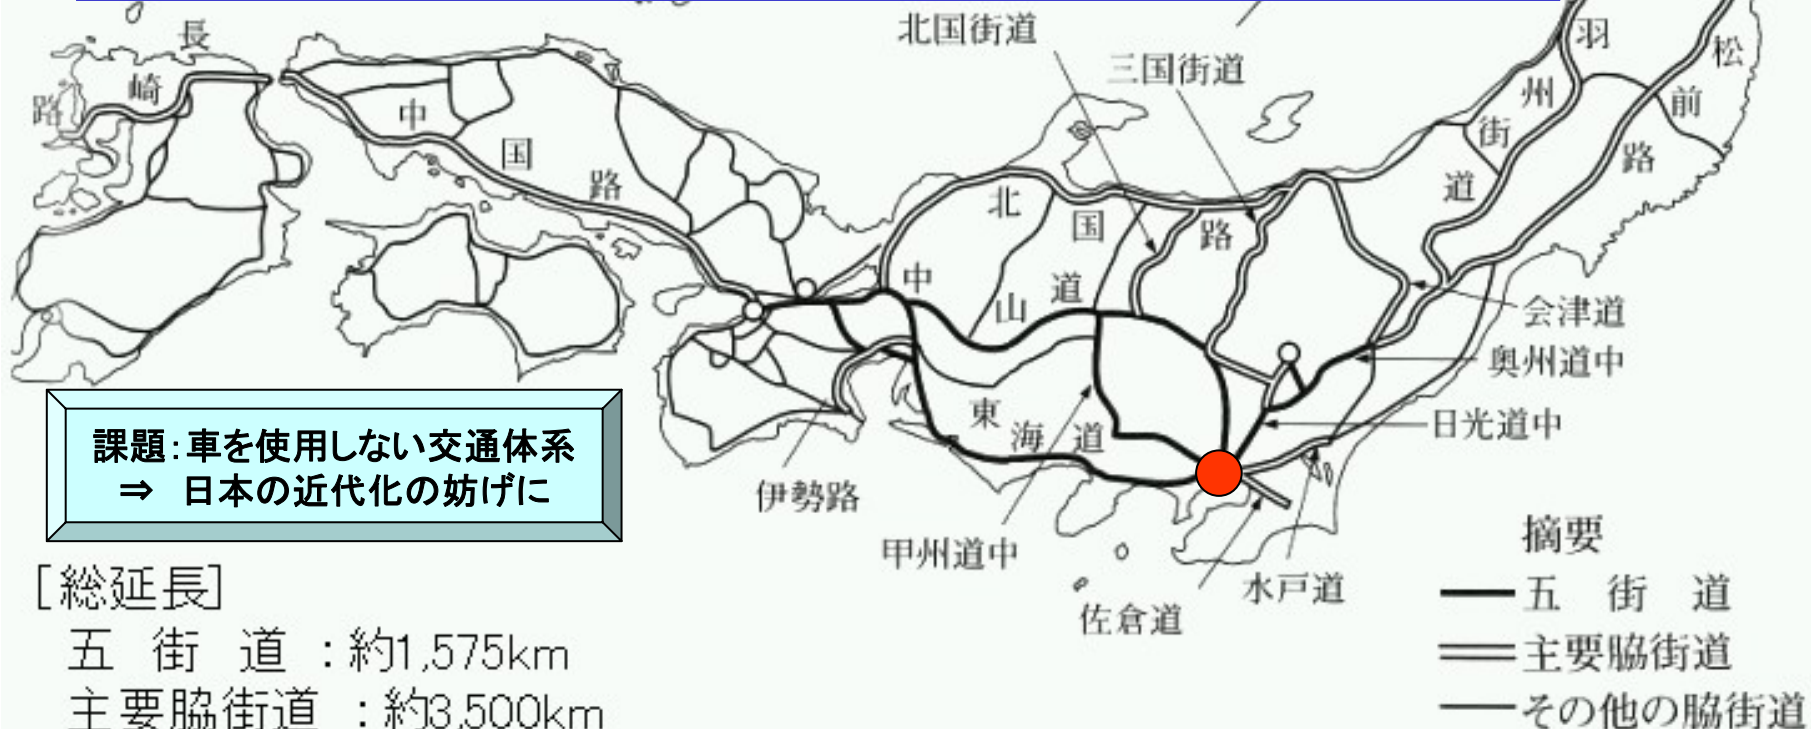 北国街道
三国街道
長崎路
中国路
北国路
中山道
東海道
羽州街道
松前路
会津道
奥州道中
日光道中
伊勢路
甲州道中
佐倉道
水戸道
課題：車を使用しない交通体系
⇒ 日本の近代化の妨げに
[総延長]
五 街 道 ：約1,575km
主要脇街道 ：約3,500km
摘要
五 街 道
主要脇街道
その他の脇街道